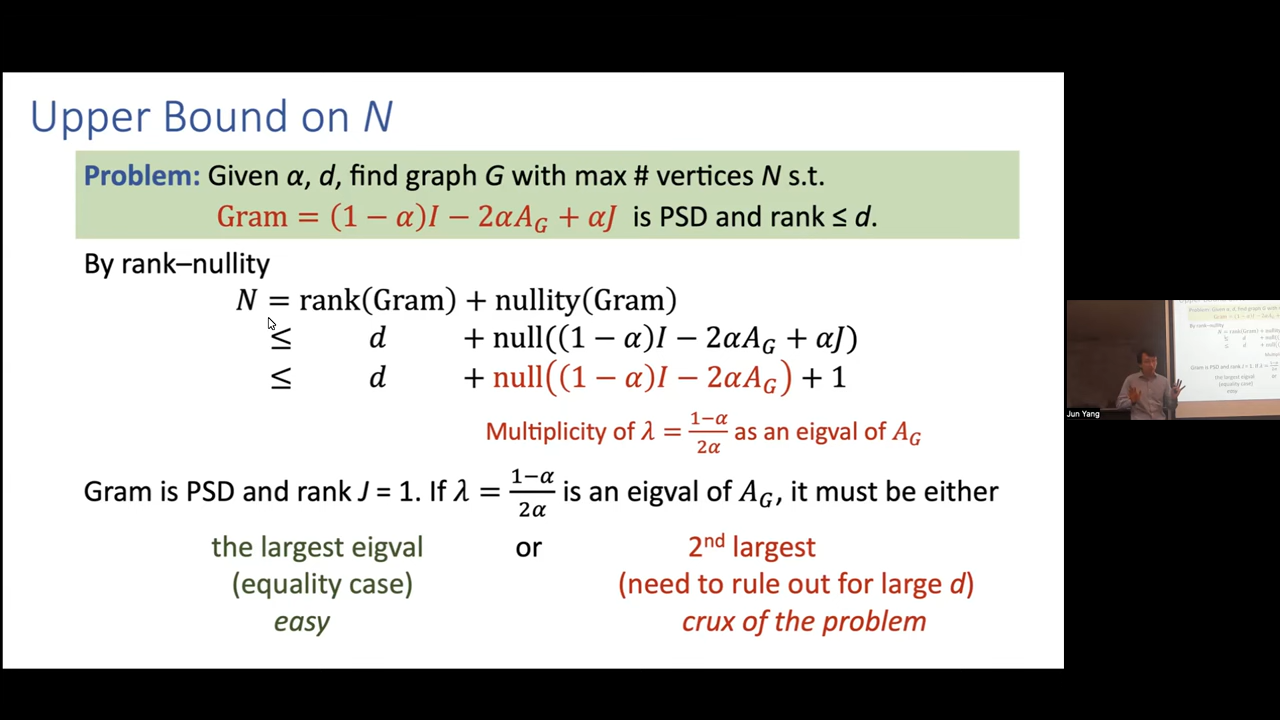 Upper Bound on N
Problem: Given α, d, find graph G with max # vertices N s.t.
Gram = (1 − α)I − 2αA_G + αJ is PSD and rank ≤ d.
By rank–nullity
N = rank(Gram) + nullity(Gram)
≤ d + null((1 − α)I − 2αA_G + αJ)
≤ d + null((1 − α)I − 2αA_G) + 1
Multiplicity of λ = \frac{1−α}{2α} as an eigval of A_G
Gram is PSD and rank J = 1. If λ = \frac{1−α}{2α} is an eigval of A_G, it must be either
the largest eigval or 2nd largest
(equality case) (need to rule out for large d)
easy crux of the problem
Jun Yang